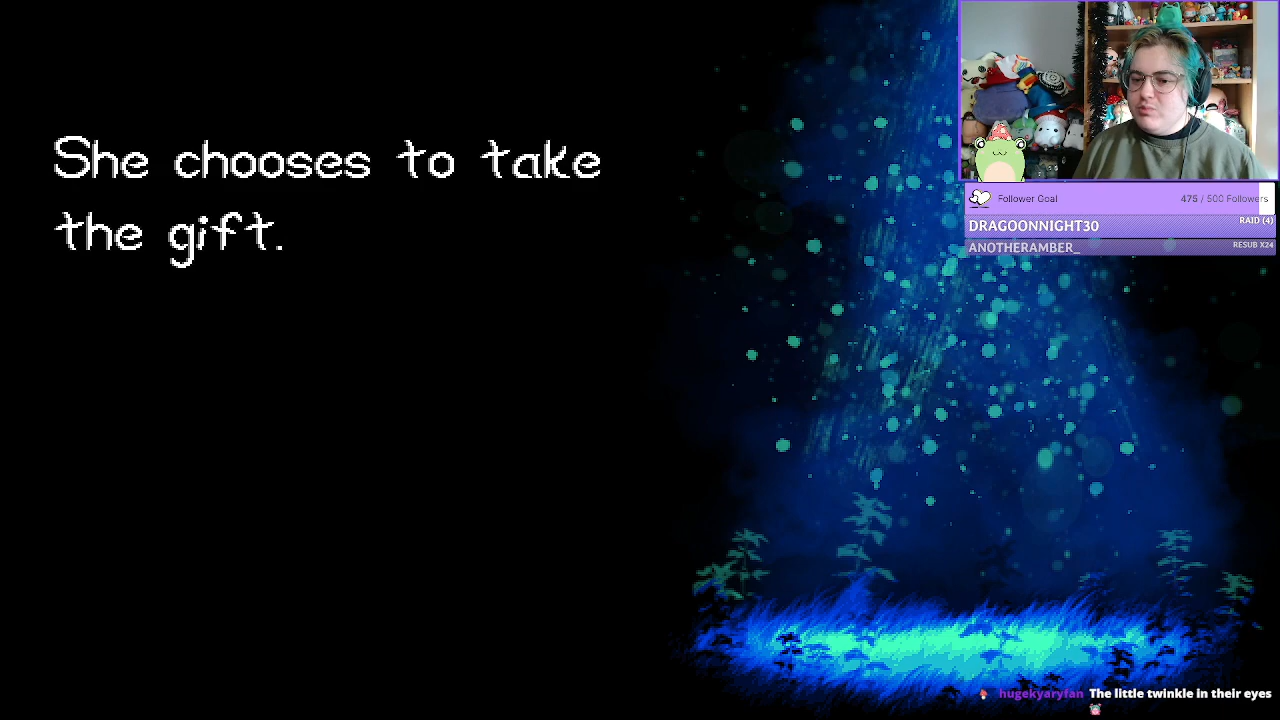 She chooses to take
the gift.
Follower Goal
475 / 500 Followers
DRAGOONNIGHT30
RAID (4)
ANOTHERAMBER_
RESUB X24
hugekyaryfan The little twinkle in their eyes